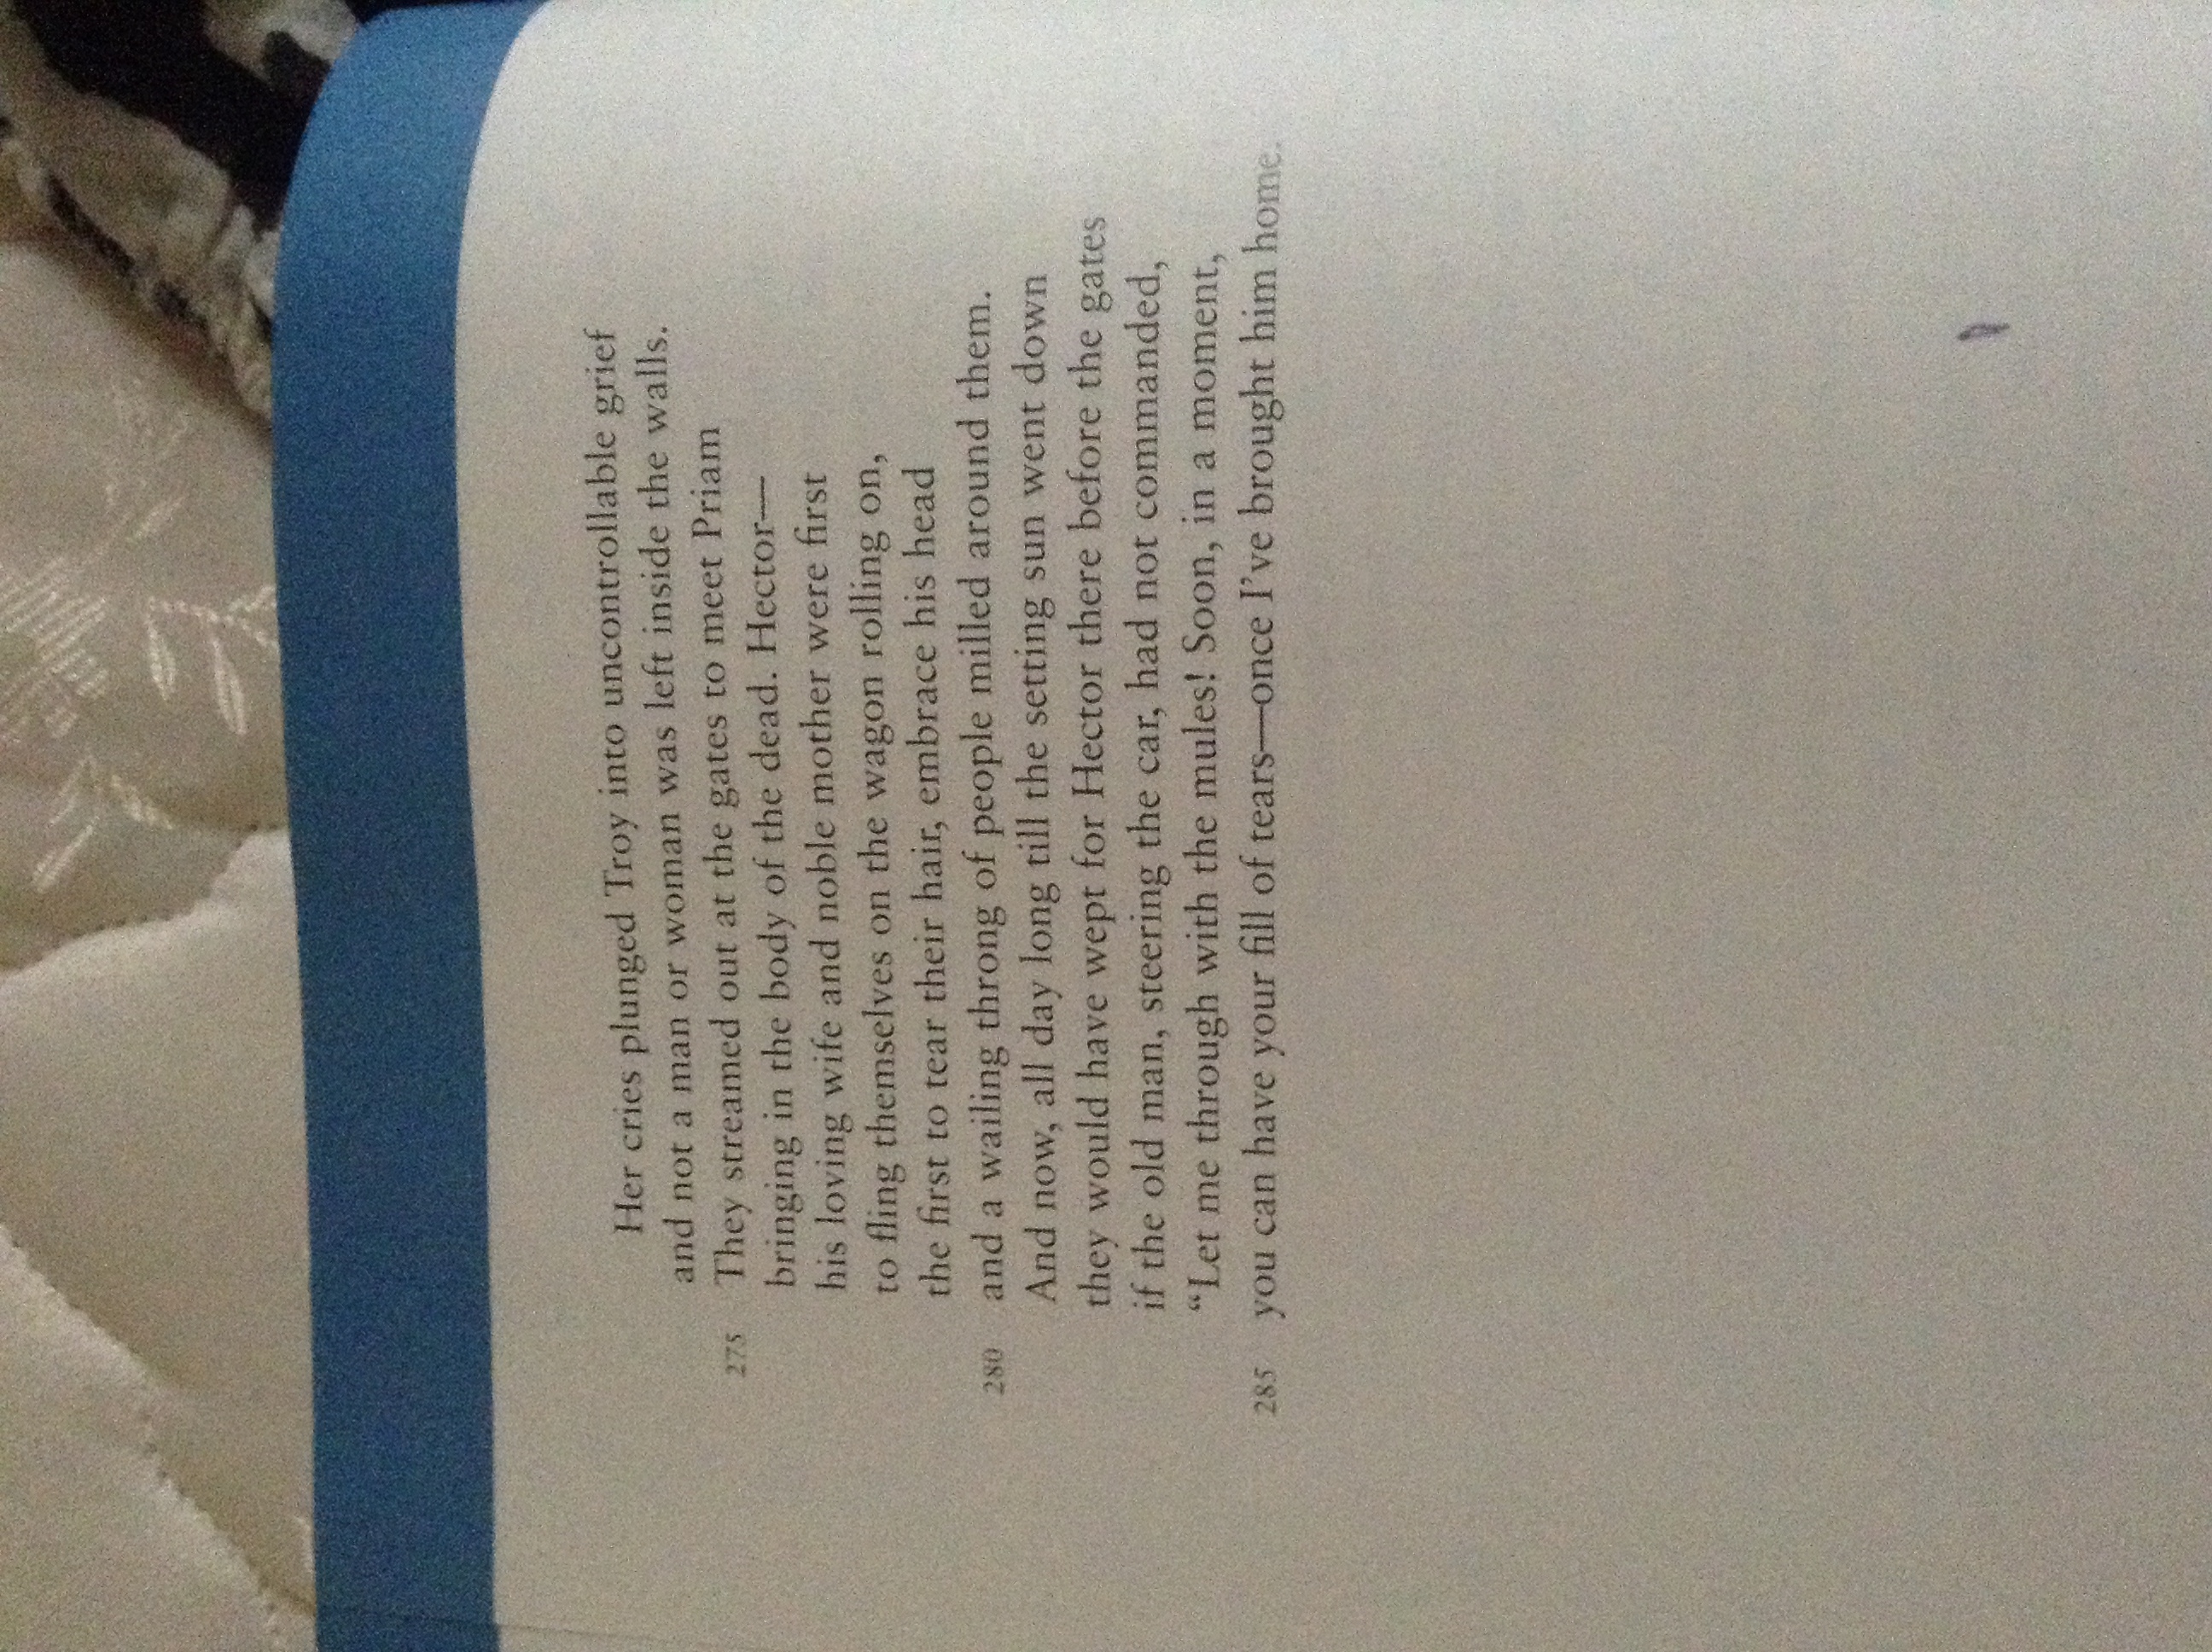 Her cries plunged Troy into uncontrollable grief
and not a man or woman was left inside the walls.
275 They streamed out at the gates to meet Priam
bringing in the body of the dead. Hector—
his loving wife and noble mother were first
to fling themselves on the wagon rolling on,
the first to tear their hair, embrace his head
280 and a wailing throng of people milled around them.
And now, all day long till the setting sun went down
they would have wept for Hector there before the gates
if the old man, steering the car, had not commanded,
“Let me through with the mules! Soon, in a moment,
285 you can have your fill of tears—once I’ve brought him home.